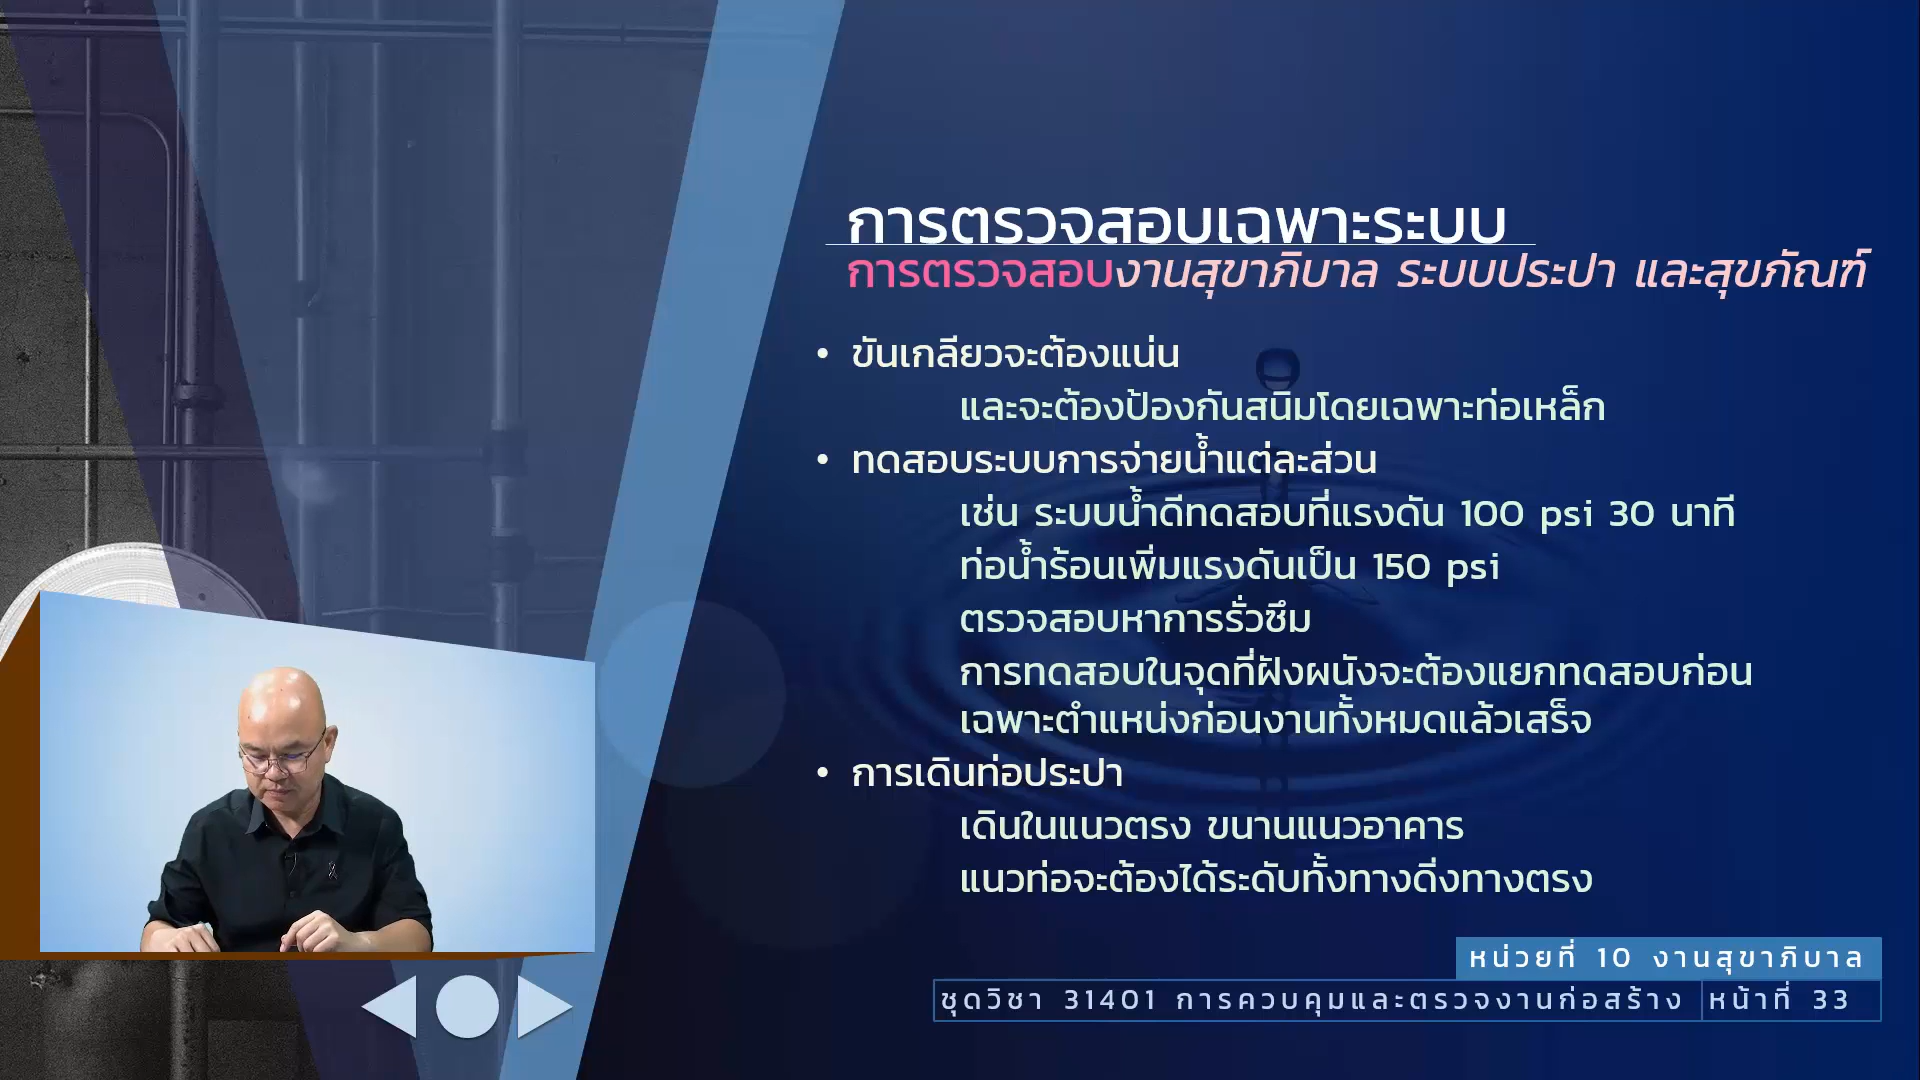 การตรวจสอบเฉพาะระบบ
การตรวจสอบงานสุขาภิบาล ระบบประปา และสุขภัณฑ์
• ขันเกลียวจะต้องแน่น
และจะต้องป้องกันสนิมโดยเฉพาะท่อเหล็ก
• ทดสอบระบบการจ่ายน้ำแต่ละส่วน
เช่น ระบบน้ำดีทดสอบที่แรงดัน 100 psi 30 นาที
ท่อน้ำร้อนเพิ่มแรงดันเป็น 150 psi
ตรวจสอบหาการรั่วซึม
การทดสอบในจุดที่ฝังผนังจะต้องแยกทดสอบก่อน
เฉพาะตำแหน่งก่อนงานทั้งหมดแล้วเสร็จ
• การเดินท่อประปา
เดินในแนวตรง ขนานแนวอาคาร
แนวท่อจะต้องได้ระดับทั้งทางดิ่งทางตรง
หน่วยที่ 10 งานสุขาภิบาล
ชุดวิชา 31401 การควบคุมและตรวจงานก่อสร้าง หน้าที่ 33